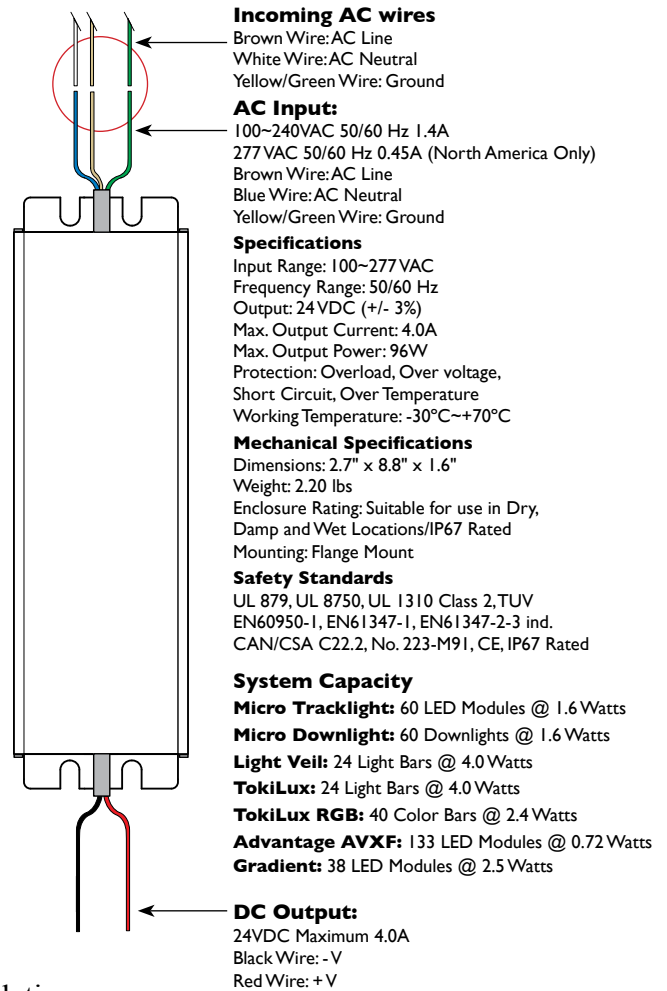 Incoming AC wires
Brown Wire: AC Line
White Wire: AC Neutral
Yellow/Green Wire: Ground
AC Input:
100~240VAC 50/60 Hz 1.4A
277 VAC 50/60 Hz 0.45A (North America Only)
Brown Wire: AC Line
Blue Wire: AC Neutral
Yellow/Green Wire: Ground
Specifications
Input Range: 100~277 VAC
Frequency Range: 50/60 Hz
Output: 24 VDC (+/- 3%)
Max. Output Current: 4.0A
Max. Output Power: 96W
Protection: Overload, Over voltage,
Short Circuit, Over Temperature
Working Temperature: -30ºC~+70ºC
Mechanical Specifications
Dimensions: 2.7" x 8.8" x 1.6"
Weight: 2.20 lbs
Enclosure Rating: Suitable for use in Dry,
Damp and Wet Locations/IP67 Rated
Mounting: Flange Mount
Safety Standards
UL 879, UL 8750, UL 1310 Class 2, TUV
EN60950-1, EN61347-1, EN61347-2-3 ind.
CAN/CSA C22.2, No. 223-M91, CE, IP67 Rated
System Capacity
Micro Tracklight: 60 LED Modules @ 1.6 Watts
Micro Downlight: 60 Downlights @ 1.6 Watts
Light Veil: 24 Light Bars @ 4.0 Watts
TokiLux: 24 Light Bars @ 4.0 Watts
TokiLux RGB: 40 Color Bars @ 2.4 Watts
Advantage AVXF: 133 LED Modules @ 0.72 Watts
Gradient: 38 LED Modules @ 2.5 Watts
DC Output:
24VDC Maximum 4.0A
Black Wire: - V
Red Wire: + V